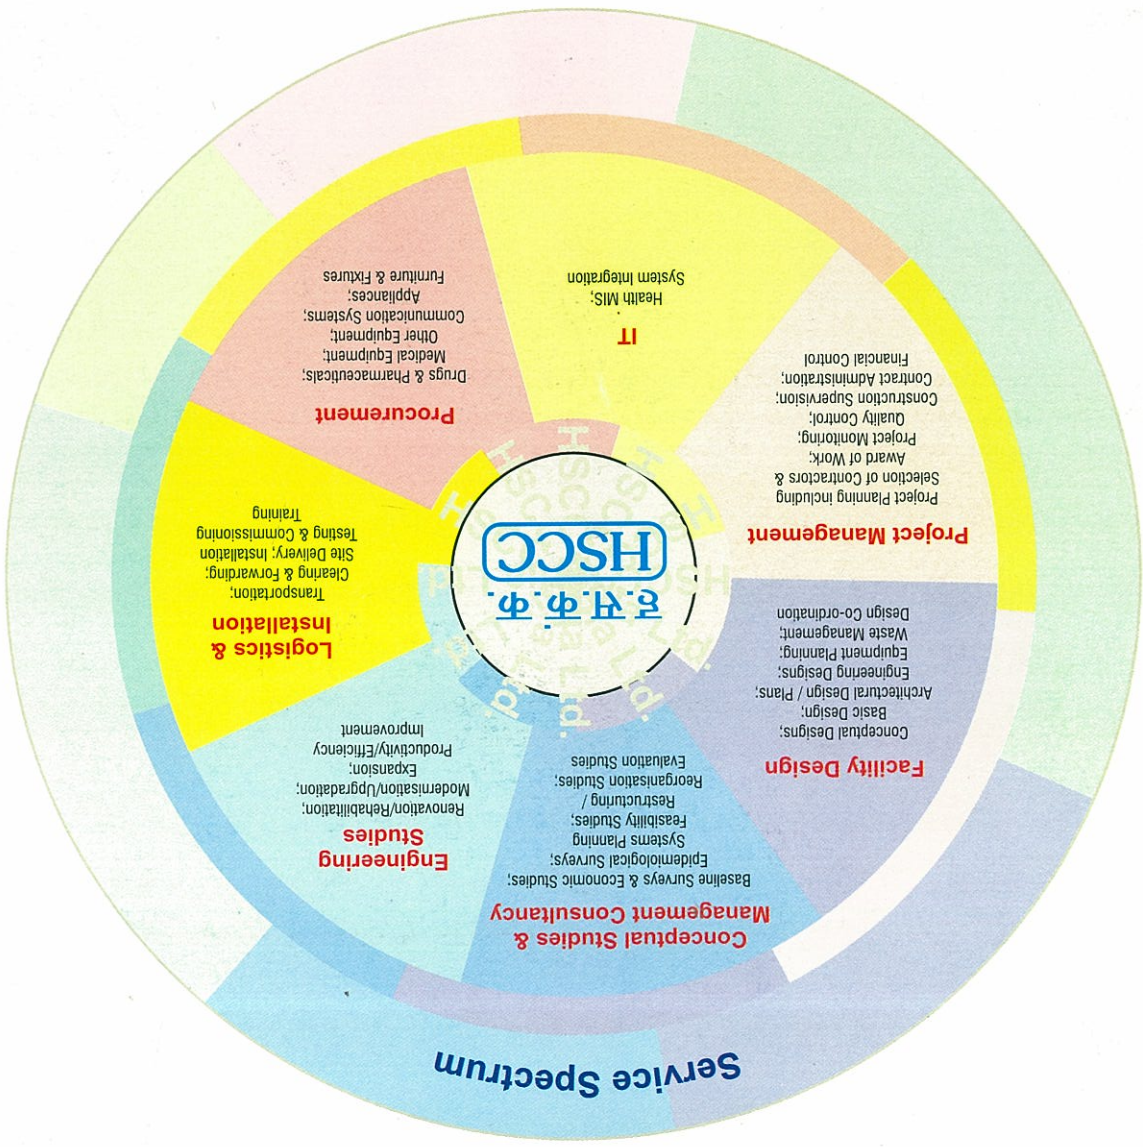 Service Spectrum
Conceptual Studies &
Management Consultancy
Baseline Surveys & Economic Studies;
Epidemiological Surveys;
Systems Planning
Feasibility Studies;
Restructuring /
Reorganisation Studies;
Evaluation Studies
Engineering
Studies
Renovation/Rehabilitation;
Modernisation/Upgradation;
Expansion;
Productivity/Efficiency
Improvement
Logistics &
Installation
Transportation;
Clearing & Forwarding;
Site Delivery; Installation
Testing & Commissioning
Training
Procurement
Drugs & Pharmaceuticals;
Medical Equipment;
Other Equipment;
Communication Systems;
Appliances;
Furniture & Fixtures
IT
Health MIS;
System Integration
Project Management
Project Planning including
Selection of Contractors &
Award of Work;
Project Monitoring;
Quality Control;
Construction Supervision;
Contract Administration;
Financial Control
Facility Design
Conceptual Designs;
Basic Design;
Architectural Design / Plans;
Engineering Designs;
Equipment Planning;
Waste Management;
Design Co-ordination
ह.स.कं.क.
HSCC